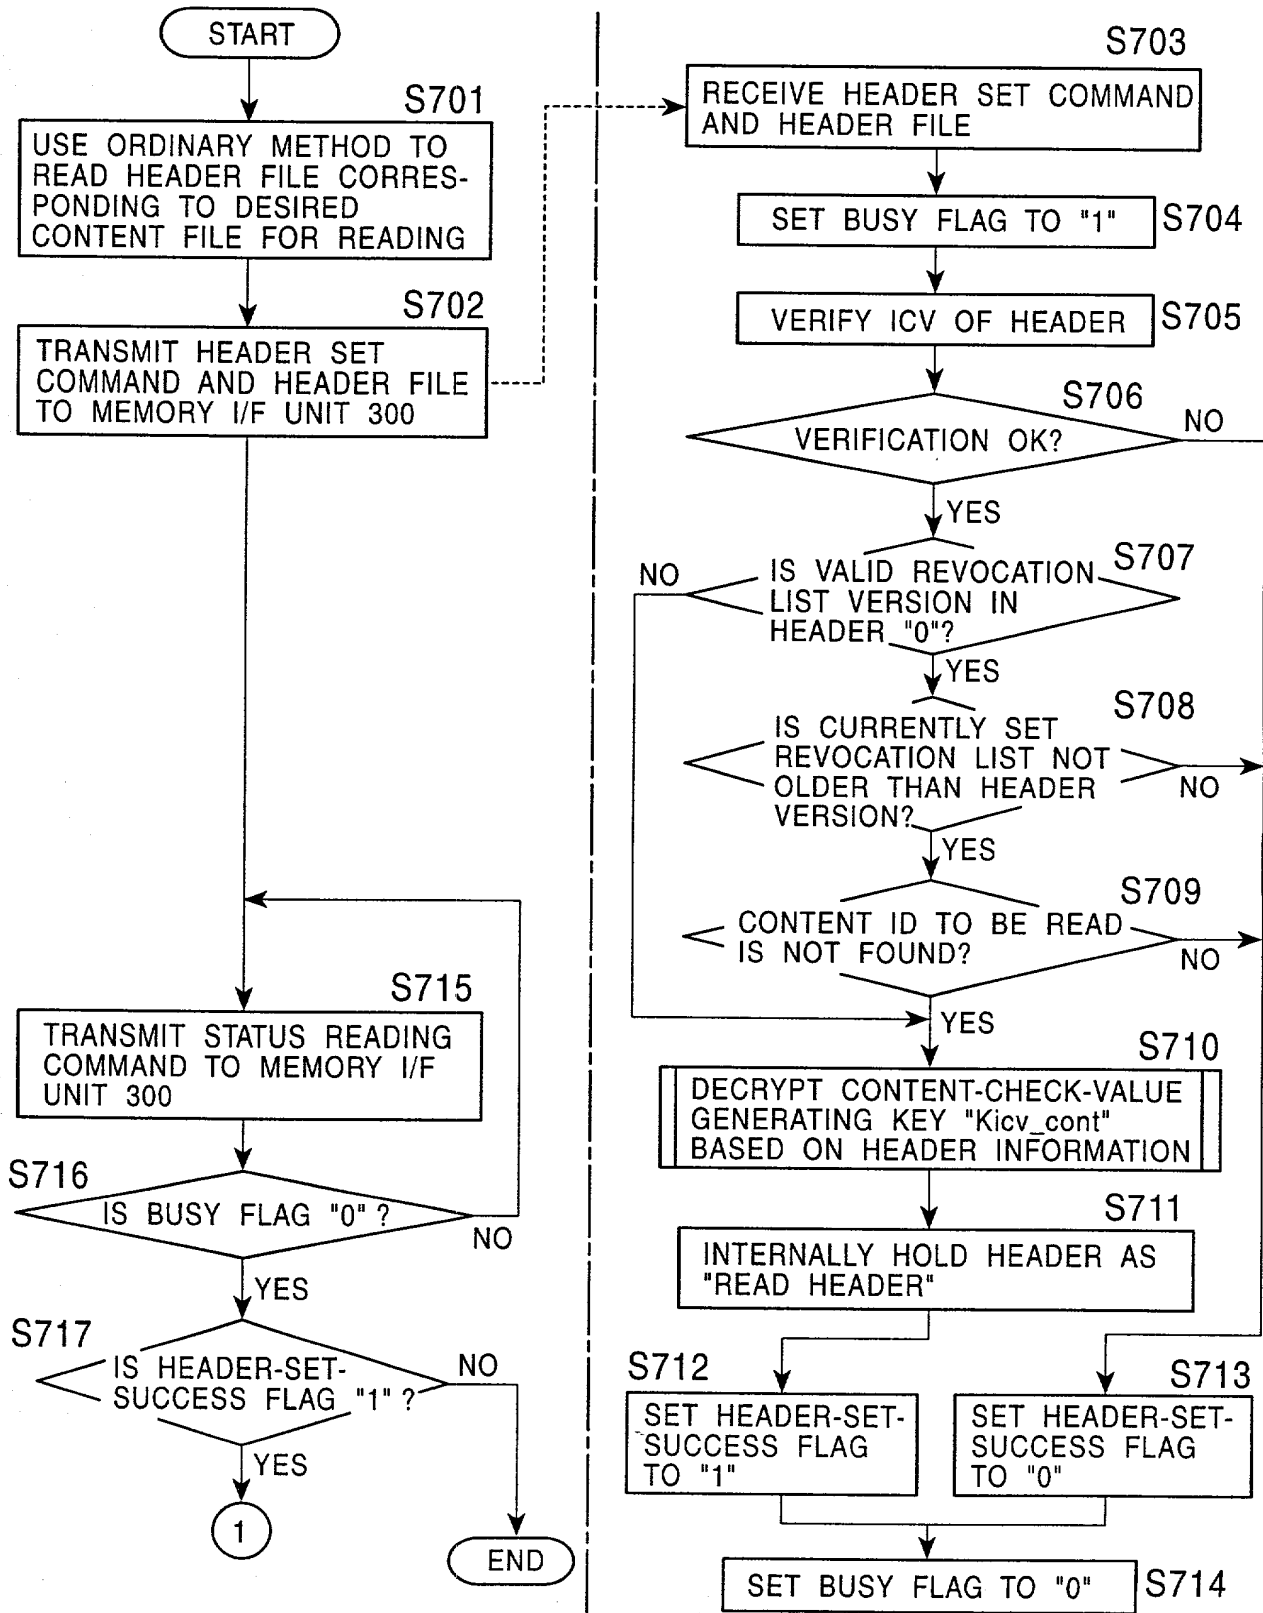 START
S701
USE ORDINARY METHOD TO
READ HEADER FILE CORRES-
PONDING TO DESIRED
CONTENT FILE FOR READING
S702
TRANSMIT HEADER SET
COMMAND AND HEADER FILE
TO MEMORY I/F UNIT 300
S715
TRANSMIT STATUS READING
COMMAND TO MEMORY I/F
UNIT 300
S716
IS BUSY FLAG "0" ?
NO
YES
S717
IS HEADER-SET-
SUCCESS FLAG "1" ?
NO
YES
1
END
S703
RECEIVE HEADER SET COMMAND
AND HEADER FILE
SET BUSY FLAG TO "1"
S704
VERIFY ICV OF HEADER
S705
S706
VERIFICATION OK?
NO
YES
S707
NO
IS VALID REVOCATION
LIST VERSION IN
HEADER "0"?
YES
S708
IS CURRENTLY SET
REVOCATION LIST NOT
OLDER THAN HEADER
VERSION?
NO
YES
S709
CONTENT ID TO BE READ
IS NOT FOUND?
NO
YES
S710
DECRYPT CONTENT-CHECK-VALUE
GENERATING KEY "Kicv_cont"
BASED ON HEADER INFORMATION
S711
INTERNALLY HOLD HEADER AS
"READ HEADER"
S712
SET HEADER-SET-
SUCCESS FLAG
TO "1"
S713
SET HEADER-SET-
SUCCESS FLAG
TO "0"
SET BUSY FLAG TO "0"
S714